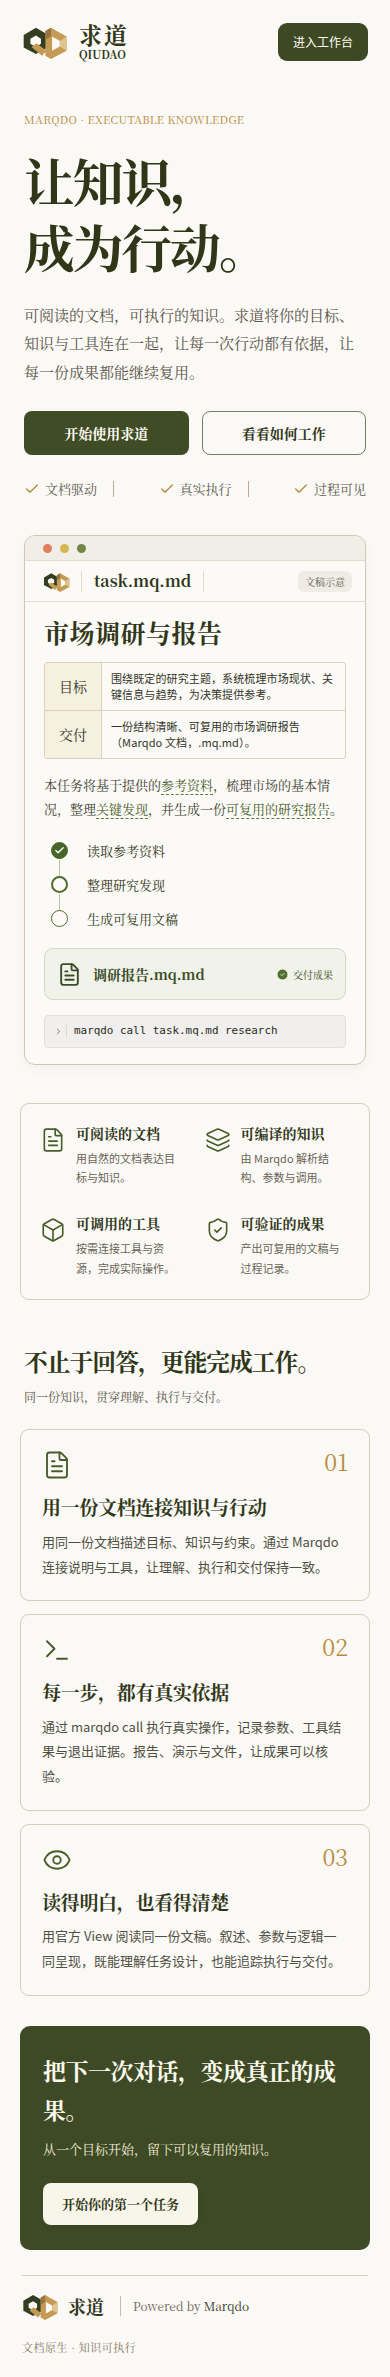 求道
QIUDAO
进入工作台
MARQDO · EXECUTABLE KNOWLEDGE
让知识，
成为行动。
可阅读的文档，可执行的知识。求道将你的目标、
知识与工具连在一起，让每一次行动都有依据，让
每一份成果都能继续复用。
开始使用求道
看看如何工作
文档驱动
真实执行
过程可见
task.mq.md
文稿示意
市场调研与报告
目标
围绕既定的研究主题，系统梳理市场现状、关
键信息与趋势，为决策提供参考。
交付
一份结构清晰、可复用的市场调研报告
（Marqdo 文档，.mq.md）。
本任务将基于提供的参考资料，梳理市场的基本情
况，整理关键发现，并生成一份可复用的研究报告。
读取参考资料
整理研究发现
生成可复用文稿
调研报告.mq.md
交付成果
› marqdo call task.mq.md research
可阅读的文档
用自然的文档表达目
标与知识。
可编译的知识
由 Marqdo 解析结
构、参数与调用。
可调用的工具
按需连接工具与资
源，完成实际操作。
可验证的成果
产出可复用的文稿与
过程记录。
不止于回答，更能完成工作。
同一份知识，贯穿理解、执行与交付。
01
用一份文档连接知识与行动
用同一份文档描述目标、知识与约束。通过 Marqdo
连接说明与工具，让理解、执行和交付保持一致。
02
每一步，都有真实依据
通过 marqdo call 执行真实操作，记录参数、工具结
果与退出证据。报告、演示与文件，让成果可以核
验。
03
读得明白，也看得清楚
用官方 View 阅读同一份文稿。叙述、参数与逻辑一
同呈现，既能理解任务设计，也能追踪执行与交付。
把下一次对话，变成真正的成
果。
从一个目标开始，留下可以复用的知识。
开始你的第一个任务
求道
Powered by Marqdo
文档原生 · 知识可执行